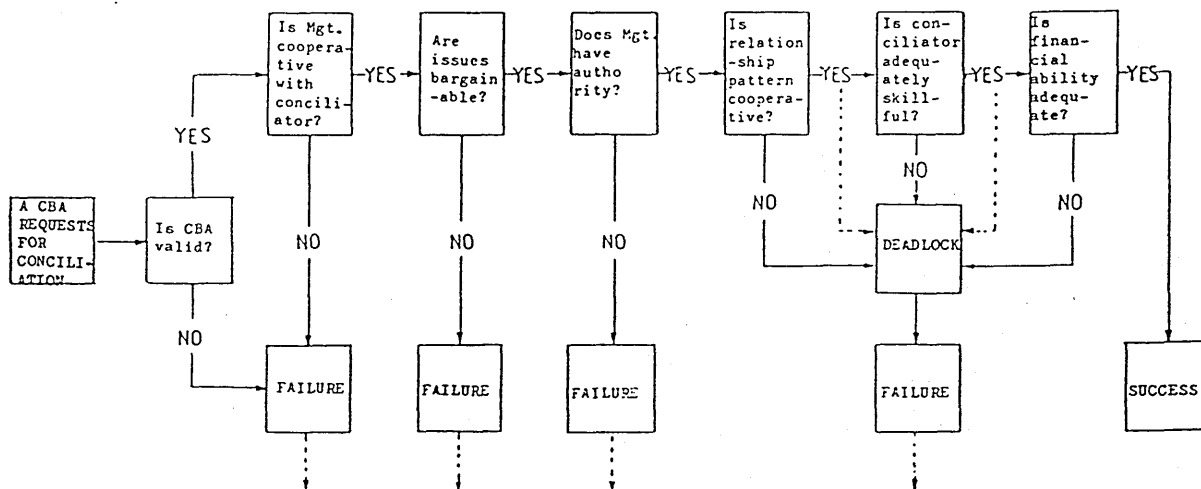 Is Mgt.
coopera-
tive
with
concili-
ator?
YES
Are
issues
bargain
-able?
YES
Does Mgt.
have
autho
rity?
YES
Is
relation
-ship
pattern
coopera-
tive?
YES
Is con-
ciliator
adequ-
ately
skill-
ful?
YES
Is
finan-
cial
ability
adequ-
ate?
YES
YES
NO
NO
NO
NO
NO
NO
A CBA
REQUESTS
FOR
CONCILI-
ATION
Is CBA
valid?
DEADLOCK
NO
FAILURE
FAILURE
FAILURE
FAILURE
SUCCESS